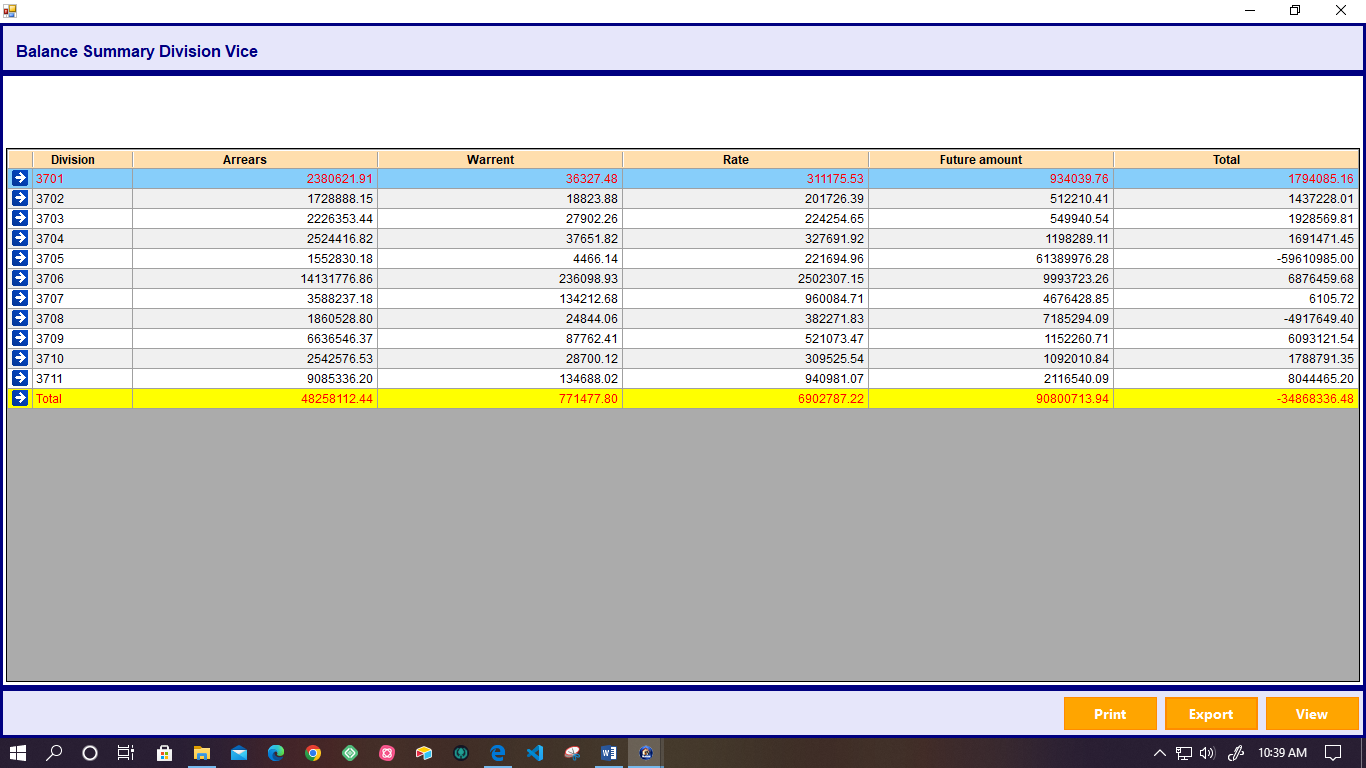 Balance Summary Division Vice
Division Arrears Warrent Rate Future amount Total
3701 2380621.91 36327.48 311175.53 934039.76 1794085.16
3702 1728888.15 18823.88 201726.39 512210.41 1437228.01
3703 2226353.44 27902.26 224254.65 549940.54 1928569.81
3704 2524416.82 37651.82 327691.92 1198289.11 1691471.45
3705 1552830.18 4466.14 221694.96 61389976.28 -59610985.00
3706 14131776.86 236098.93 2502307.15 9993723.26 6876459.68
3707 3588237.18 134212.68 960084.71 4676428.85 6105.72
3708 1860528.80 24844.06 382271.83 7185294.09 -4917649.40
3709 6636546.37 87762.41 521073.47 1152260.71 6093121.54
3710 2542576.53 28700.12 309525.54 1092010.84 1788791.35
3711 9085336.20 134688.02 940981.07 2116540.09 8044465.20
Total 48258112.44 771477.80 6902787.22 90800713.94 -34868336.48
Print Export View
10:39 AM